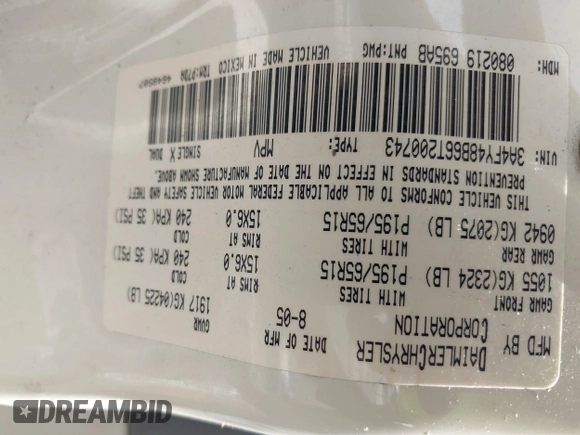 MFD BY DAIMLERCHRYSLER CORPORATION
DATE OF MFR 8-05
GVWR 1917 KG(04225 LB)
GAWR FRONT WITH TIRES RIMS AT COLD
1055 KG(2324 LB) P195/65R15 15X6.0 240 KPA( 35 PSI)
GAWR REAR WITH TIRES RIMS AT COLD
0942 KG(2075 LB) P195/65R15 15X6.0 240 KPA( 35 PSI)
THIS VEHICLE CONFORMS TO ALL APPLICABLE FEDERAL MOTOR VEHICLE SAFETY AND THEFT
PREVENTION STANDARDS IN EFFECT ON THE DATE OF MANUFACTURE SHOWN ABOVE.
VIN: 3A4FY48B66T200743 TYPE: MPV SINGLE X DUAL
MDH: 080219 695AB PNT:PWG VEHICLE MADE IN MEXICO TRM:P7DA
DREAMBID